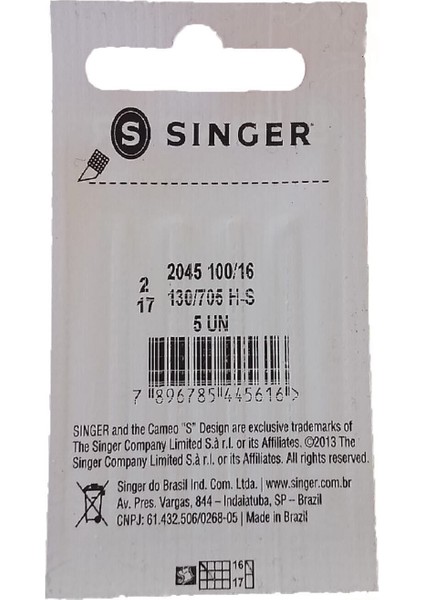 SINGER
2045 100/16
2 130/705 H-S
17
5 UN
7 896785 445616 >
SINGER and the Cameo "S" Design are exclusive trademarks of
The Singer Company Limited S.à r.l. or its Affiliates. ©2013 The
Singer Company Limited S.à r.l. or its Affiliates. All rights reserved.
Singer do Brasil Ind. Com. Ltda. | www.singer.com.br
Av. Pres. Vargas, 844 – Indaiatuba, SP – Brazil
CNPJ: 61.432.506/0268-05 | Made in Brazil
16
17